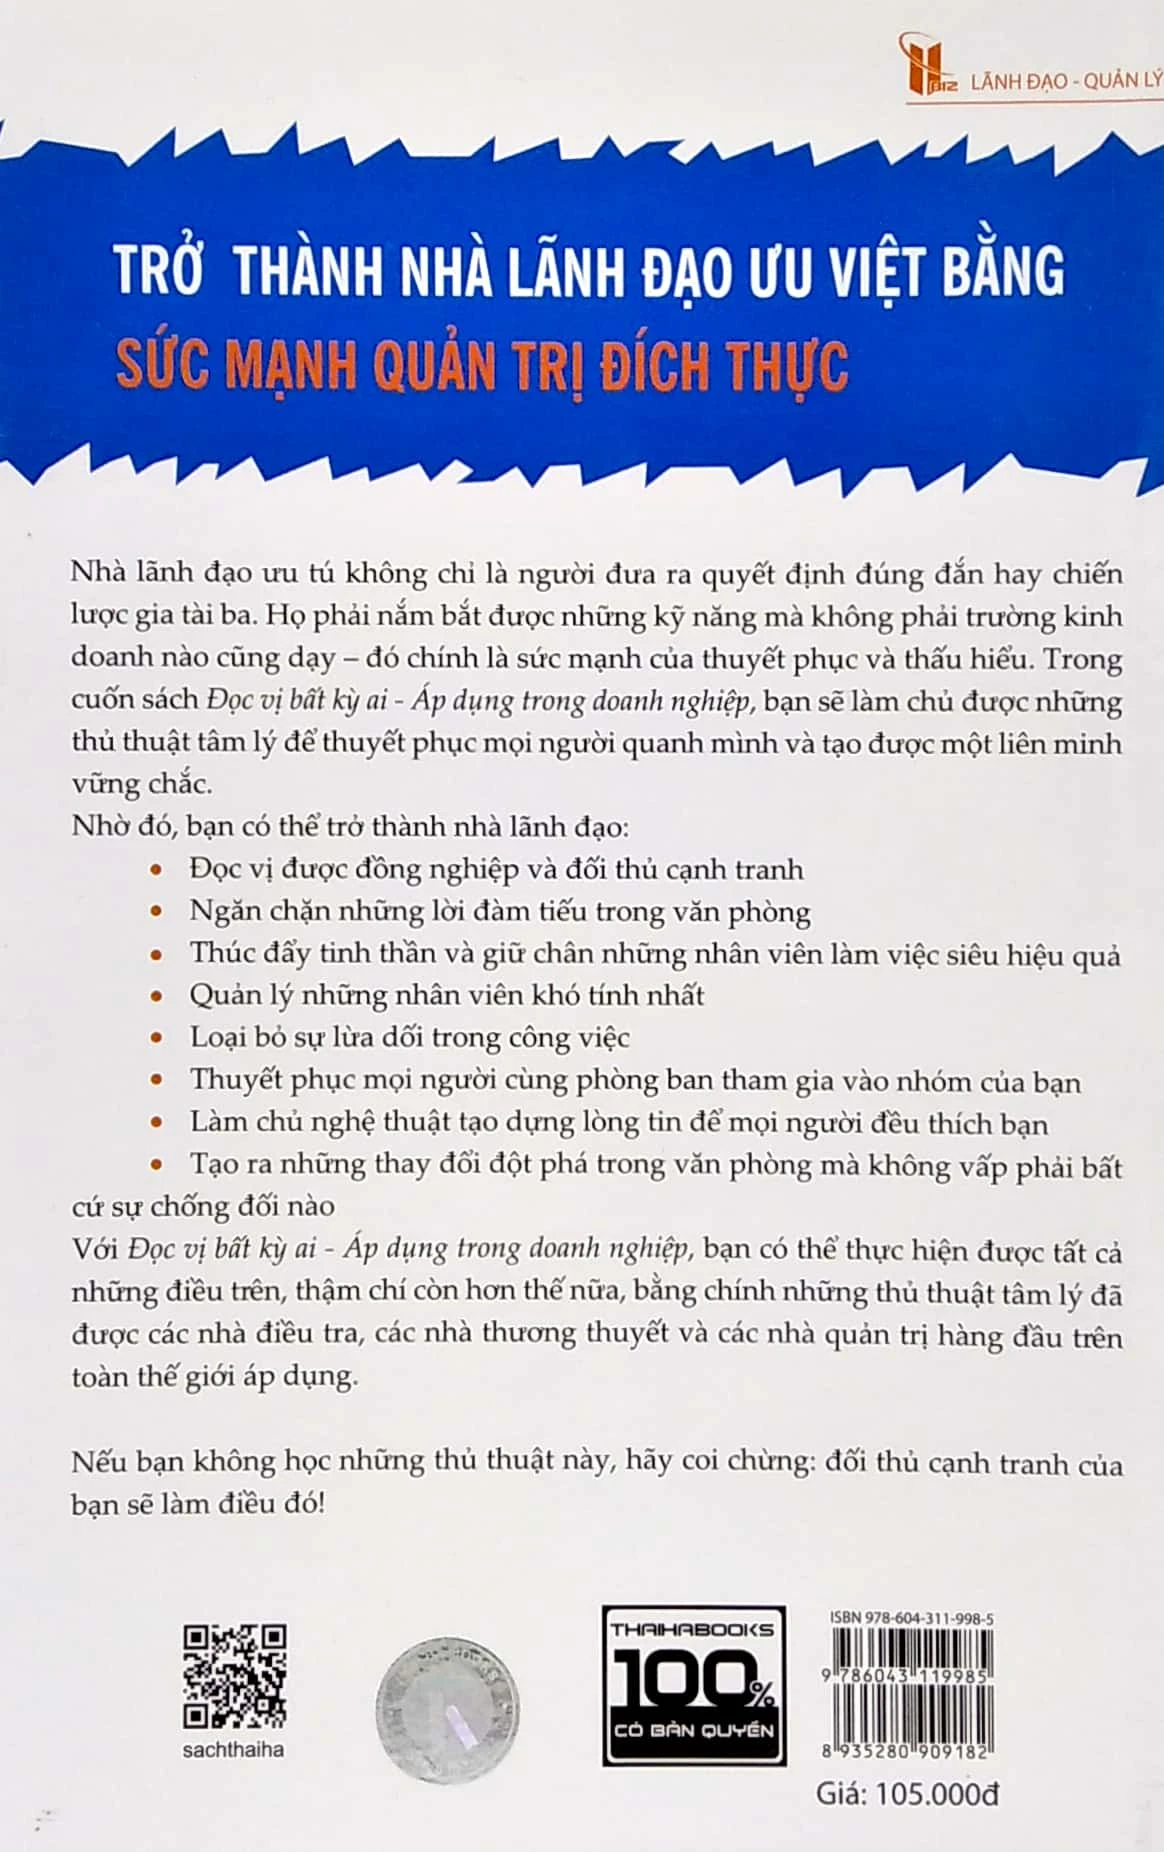 BIZ LÃNH ĐẠO - QUẢN LÝ
TRỞ THÀNH NHÀ LÃNH ĐẠO ƯU VIỆT BẰNG
SỨC MẠNH QUẢN TRỊ ĐÍCH THỰC
Nhà lãnh đạo ưu tú không chỉ là người đưa ra quyết định đúng đắn hay chiến
lược gia tài ba. Họ phải nắm bắt được những kỹ năng mà không phải trường kinh
doanh nào cũng dạy – đó chính là sức mạnh của thuyết phục và thấu hiểu. Trong
cuốn sách Đọc vị bất kỳ ai - Áp dụng trong doanh nghiệp, bạn sẽ làm chủ được những
thủ thuật tâm lý để thuyết phục mọi người quanh mình và tạo được một liên minh
vững chắc.
Nhờ đó, bạn có thể trở thành nhà lãnh đạo:
• Đọc vị được đồng nghiệp và đối thủ cạnh tranh
• Ngăn chặn những lời đàm tiếu trong văn phòng
• Thúc đẩy tinh thần và giữ chân những nhân viên làm việc siêu hiệu quả
• Quản lý những nhân viên khó tính nhất
• Loại bỏ sự lừa dối trong công việc
• Thuyết phục mọi người cùng phòng ban tham gia vào nhóm của bạn
• Làm chủ nghệ thuật tạo dựng lòng tin để mọi người đều thích bạn
• Tạo ra những thay đổi đột phá trong văn phòng mà không vấp phải bất
cứ sự chống đối nào
Với Đọc vị bất kỳ ai - Áp dụng trong doanh nghiệp, bạn có thể thực hiện được tất cả
những điều trên, thậm chí còn hơn thế nữa, bằng chính những thủ thuật tâm lý đã
được các nhà điều tra, các nhà thương thuyết và các nhà quản trị hàng đầu trên
toàn thế giới áp dụng.
Nếu bạn không học những thủ thuật này, hãy coi chừng: đối thủ cạnh tranh của
bạn sẽ làm điều đó!
sachthaiha
THAIHABOOKS
100%
CÓ BẢN QUYỀN
ISBN 978-604-311-998-5
9 786043 119985
8 935280 909182
Giá: 105.000đ